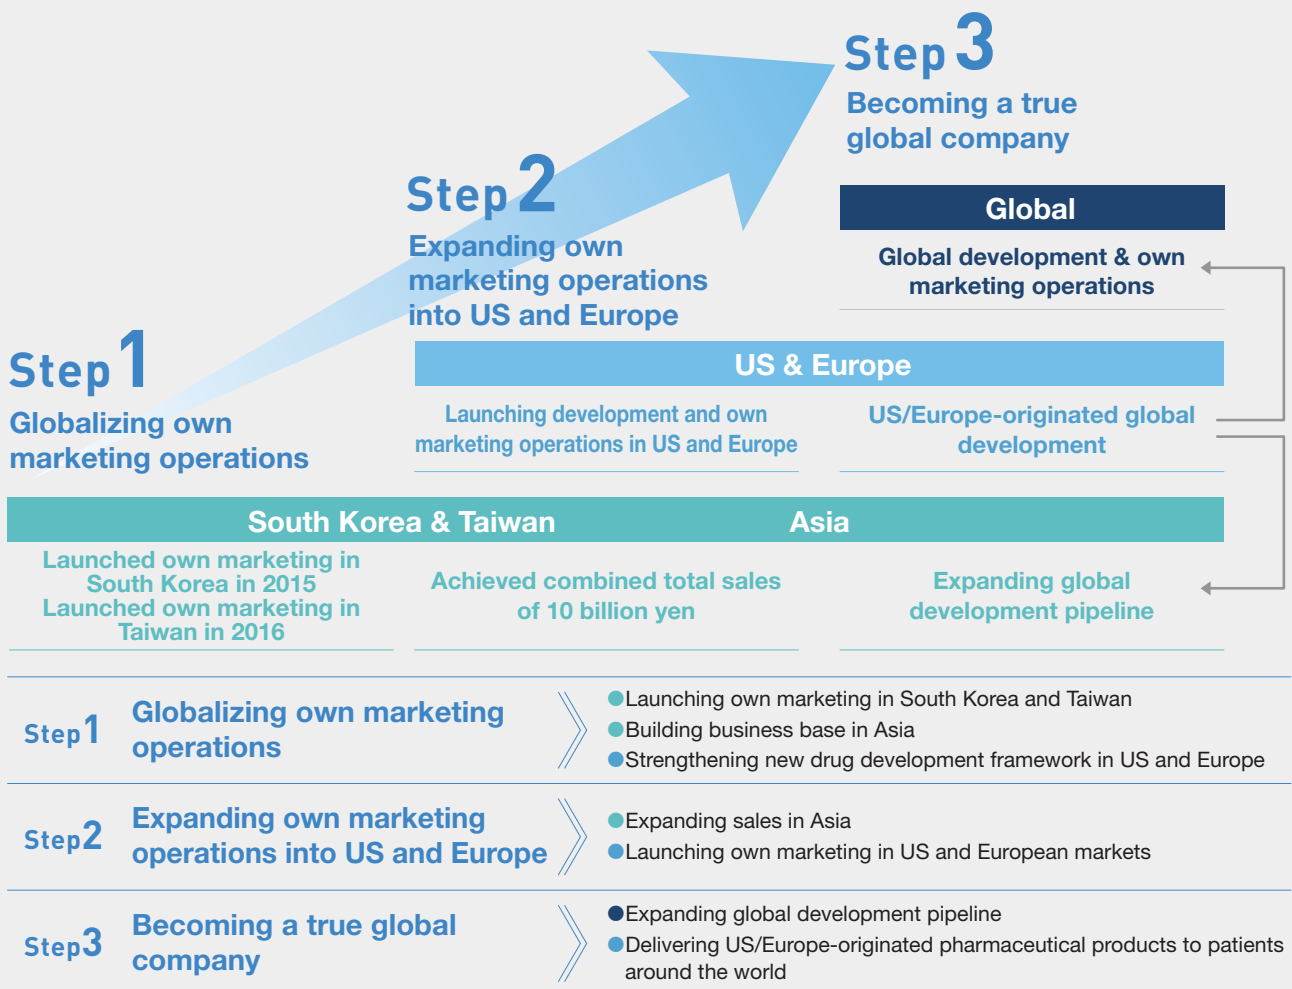 Step 3
Becoming a true
global company
Step 2
Expanding own
marketing operations
into US and Europe
Step 1
Globalizing own
marketing operations
Global
Global development & own
marketing operations
US & Europe
Launching development and own
marketing operations in US and Europe
US/Europe-originated global
development
South Korea & Taiwan
Asia
Launched own marketing in
South Korea in 2015
Launched own marketing in
Taiwan in 2016
Achieved combined total sales
of 10 billion yen
Expanding global
development pipeline
Step1
Globalizing own marketing
operations
●Launching own marketing in South Korea and Taiwan
●Building business base in Asia
●Strengthening new drug development framework in US and Europe
Step2
Expanding own marketing
operations into US and Europe
●Expanding sales in Asia
●Launching own marketing in US and European markets
Step3
Becoming a true global
company
●Expanding global development pipeline
●Delivering US/Europe-originated pharmaceutical products to patients
around the world